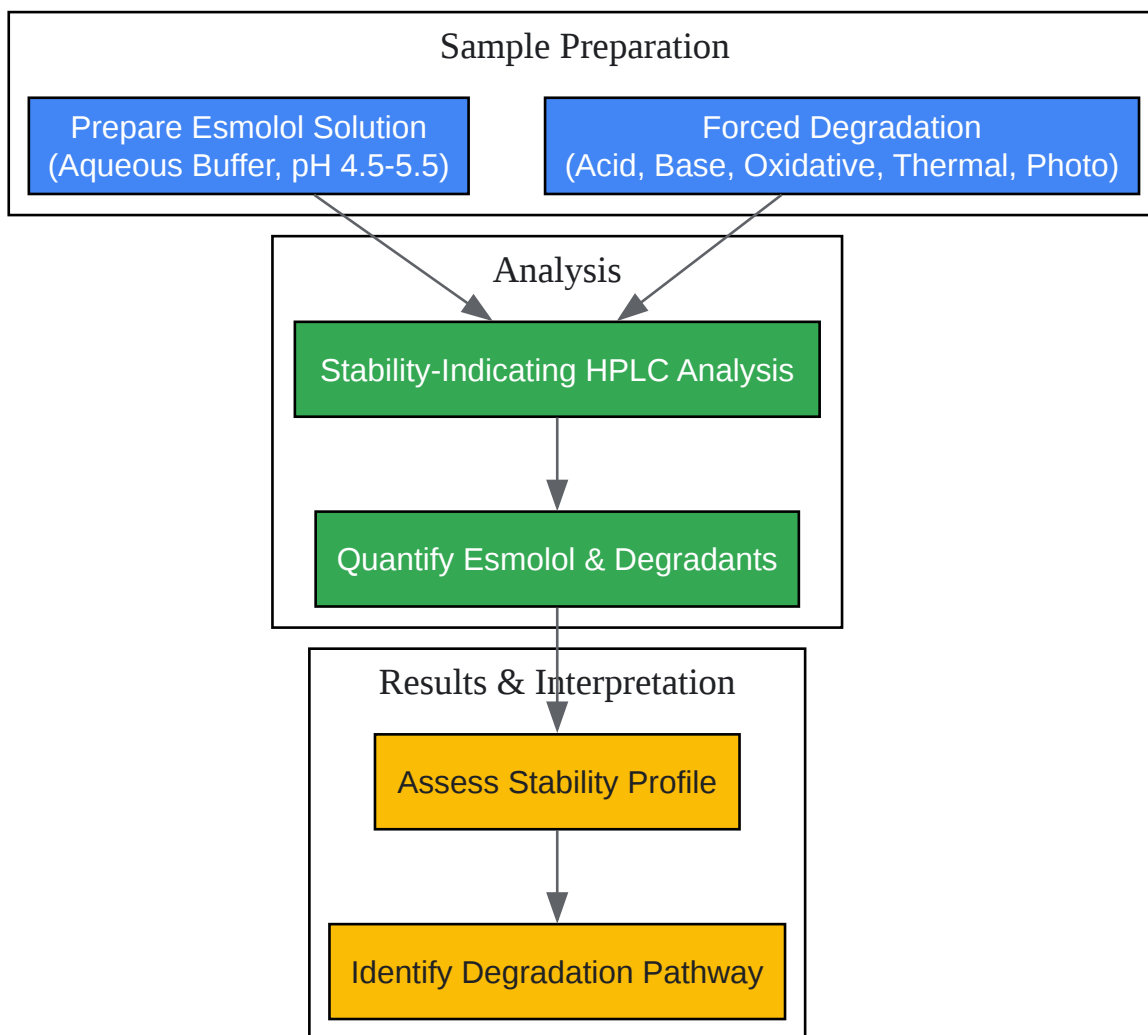 Sample Preparation
Prepare Esmolol Solution
(Aqueous Buffer, pH 4.5-5.5)
Forced Degradation
(Acid, Base, Oxidative, Thermal, Photo)
Analysis
Stability-Indicating HPLC Analysis
Quantify Esmolol & Degradants
Results & Interpretation
Assess Stability Profile
Identify Degradation Pathway